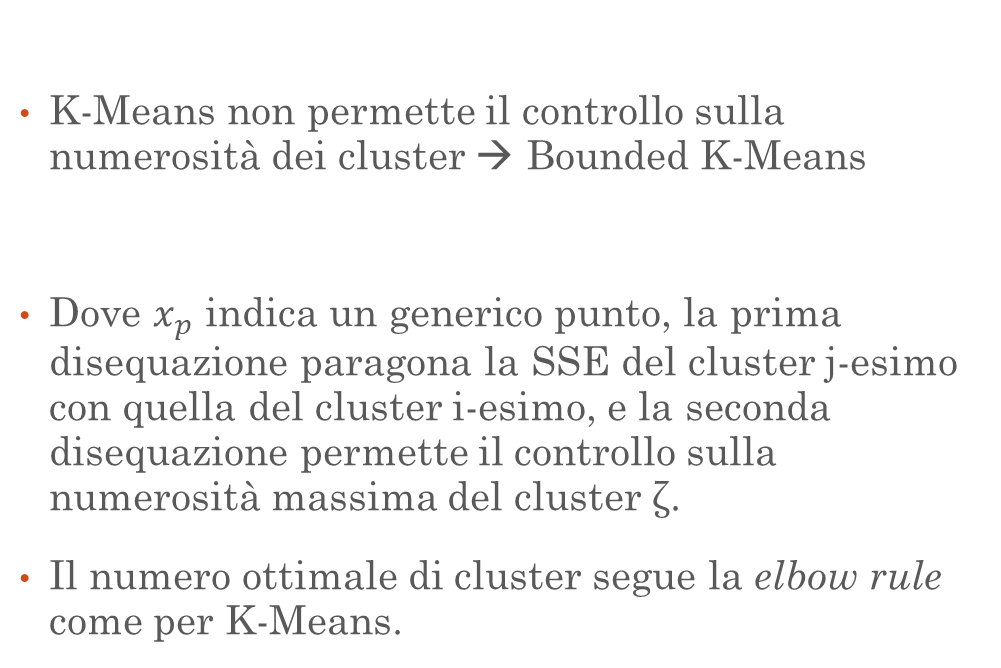 • K-Means non permette il controllo sulla
numerosità dei cluster → Bounded K-Means
• Dove xₚ indica un generico punto, la prima
disequazione paragona la SSE del cluster j-esimo
con quella del cluster i-esimo, e la seconda
disequazione permette il controllo sulla
numerosità massima del cluster ζ.
• Il numero ottimale di cluster segue la elbow rule
come per K-Means.